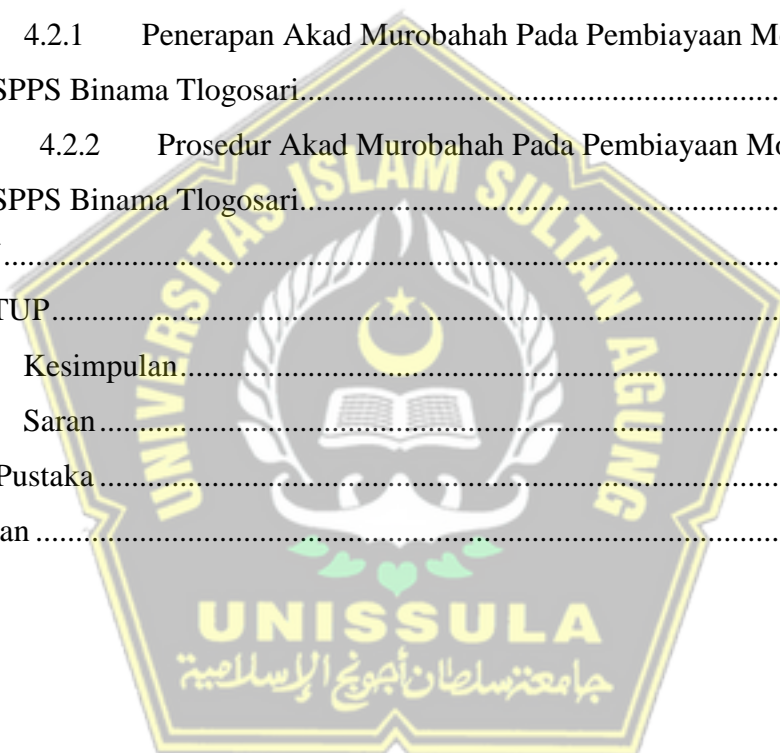 4.2.1 Penerapan Akad Murobahah Pada Pembiayaan M
SPPS Binama Tlogosari
4.2.2 Prosedur Akad Murobahah Pada Pembiayaan Mo
SPPS Binama Tlogosari
TUP
Kesimpulan
Saran
Pustaka
an
UNIVERSITAS ISLAM SULTAN AGUNG
UNISSULA
جامعة سلطان أجونج الإسلامية